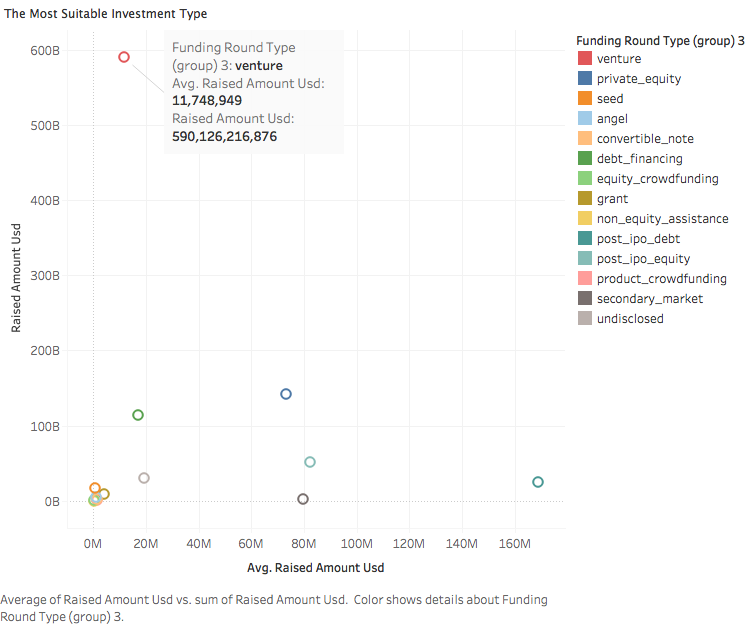 The Most Suitable Investment Type
600B
500B
400B
300B
200B
100B
0B
Raised Amount Usd
Funding Round Type
(group) 3: venture
Avg. Raised Amount Usd:
11,748,949
Raised Amount Usd:
590,126,216,876
0M 20M 40M 60M 80M 100M 120M 140M 160M
Avg. Raised Amount Usd
Funding Round Type (group) 3
venture
private_equity
seed
angel
convertible_note
debt_financing
equity_crowdfunding
grant
non_equity_assistance
post_ipo_debt
post_ipo_equity
product_crowdfunding
secondary_market
undisclosed
Average of Raised Amount Usd vs. sum of Raised Amount Usd. Color shows details about Funding
Round Type (group) 3.